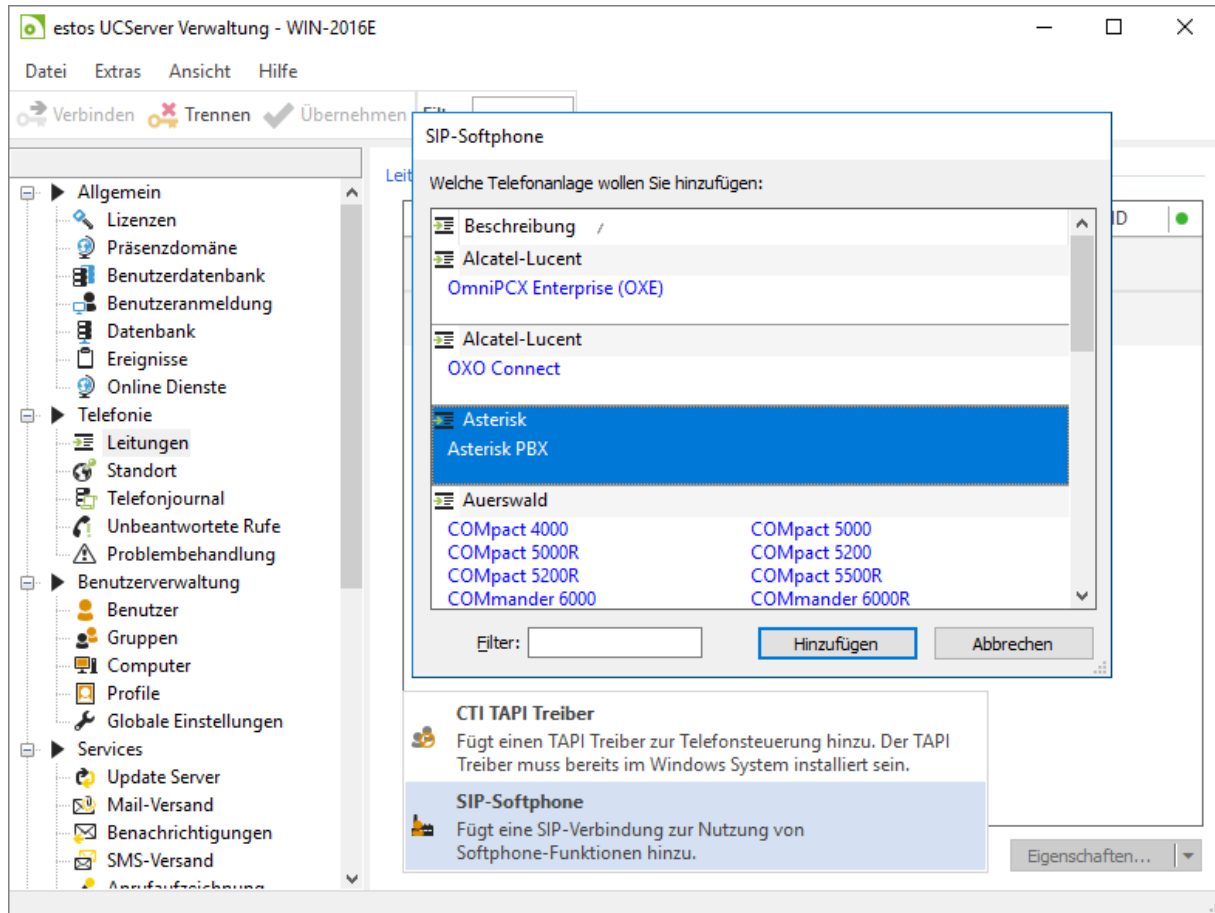 estos UCServer Verwaltung - WIN-2016E
Datei Extras Ansicht Hilfe
Verbinden Trennen Übernehmen
Allgemein
Lizenzen
Präsenzdomäne
Benutzerdatenbank
Benutzeranmeldung
Datenbank
Ereignisse
Online Dienste
Telefonie
Leitungen
Standort
Telefonjournal
Unbeantwortete Rufe
Problembehandlung
Benutzerverwaltung
Benutzer
Gruppen
Computer
Profile
Globale Einstellungen
Services
Update Server
Mail-Versand
Benachrichtigungen
SMS-Versand
Anrufaufzeichnung
Leit
ID
SIP-Softphone
Welche Telefonanlage wollen Sie hinzufügen:
Beschreibung /
Alcatel-Lucent
OmniPCX Enterprise (OXE)
Alcatel-Lucent
OXO Connect
Asterisk
Asterisk PBX
Auerswald
COMpact 4000 COMpact 5000
COMpact 5000R COMpact 5200
COMpact 5200R COMpact 5500R
COMmander 6000 COMmander 6000R
Filter: Hinzufügen Abbrechen
CTI TAPI Treiber
Fügt einen TAPI Treiber zur Telefonsteuerung hinzu. Der TAPI
Treiber muss bereits im Windows System installiert sein.
SIP-Softphone
Fügt eine SIP-Verbindung zur Nutzung von
Softphone-Funktionen hinzu.
Eigenschaften...